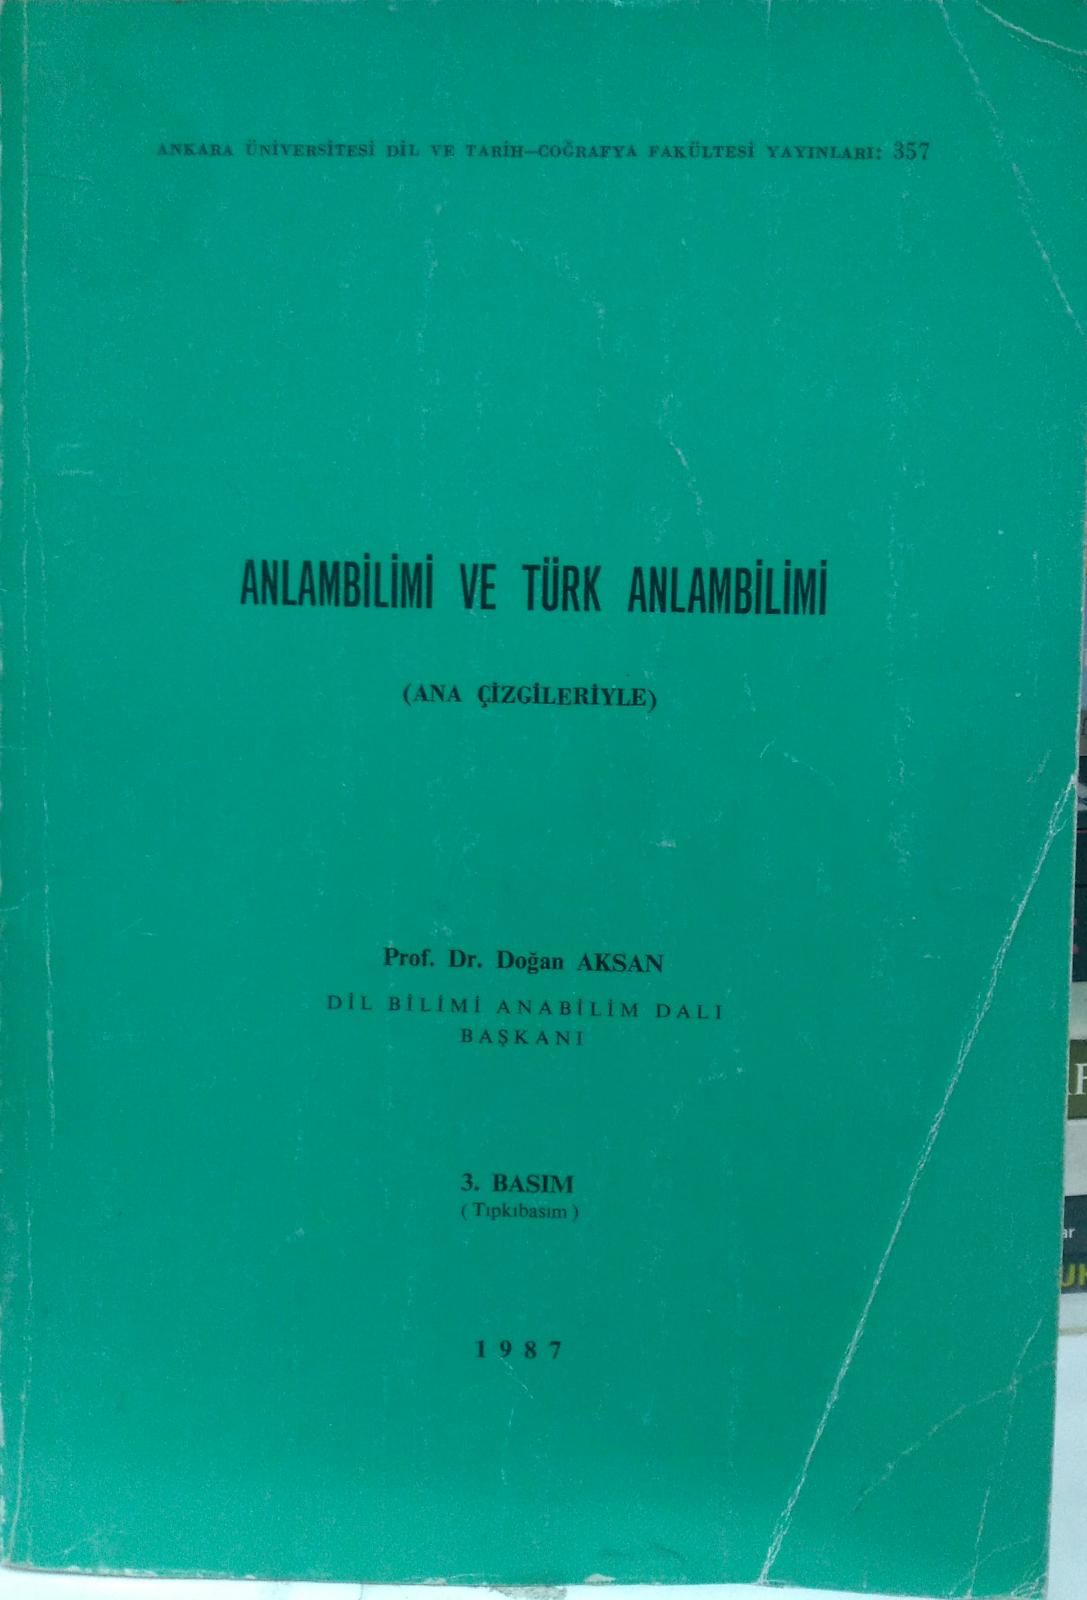 ANKARA ÜNİVERSİTESİ DİL VE TARİH–COĞRAFYA FAKÜLTESİ YAYINLARI: 357
ANLAMBİLİMİ VE TÜRK ANLAMBİLİMİ
(ANA ÇİZGİLERİYLE)
Prof. Dr. Doğan AKSAN
DİL BİLİMİ ANABİLİM DALI
BAŞKANI
3. BASIM
(Tıpkıbasım)
1987